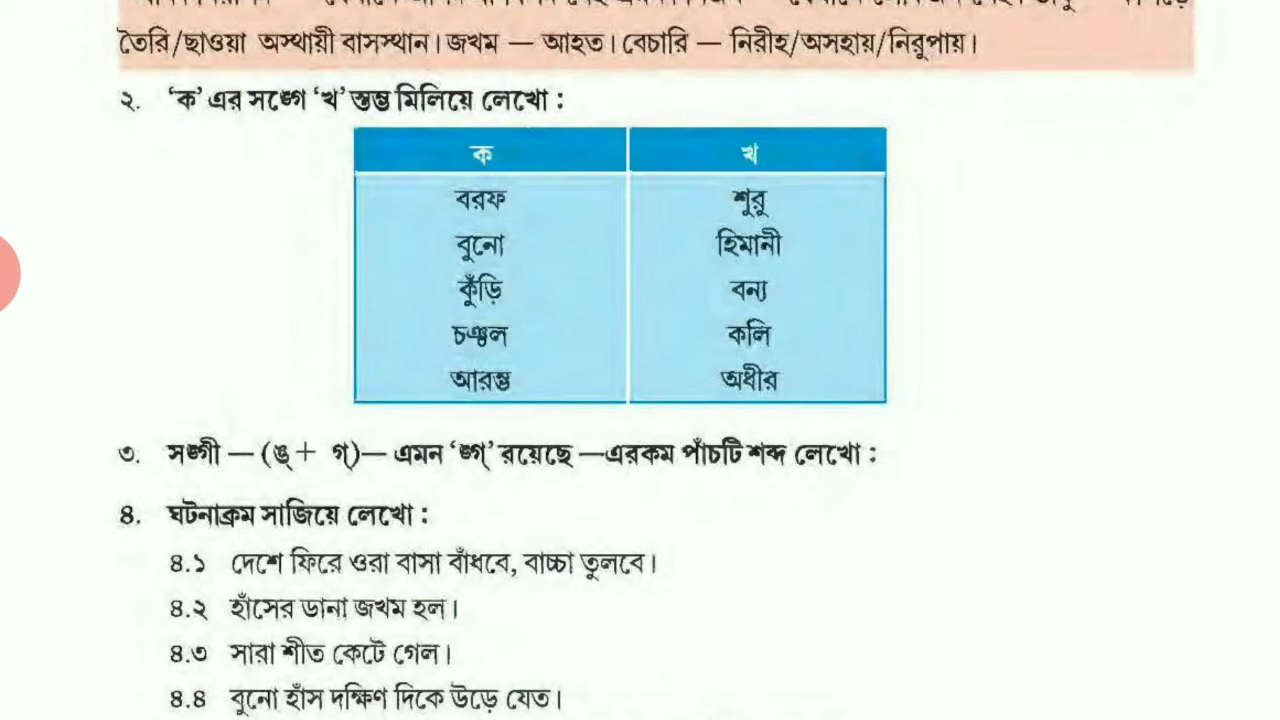 তৈরি/ছাওয়া অস্থায়ী বাসস্থান। জখম — আহত। বেচারি — নিরীহ/অসহায়/নিরুপায়।
২. 'ক' এর সঙ্গে 'খ' স্তম্ভ মিলিয়ে লেখো :
ক খ
বরফ শুরু
বুনো হিমানী
কুঁড়ি বন্য
চঞ্চল কলি
আরম্ভ অধীর
৩. সঙ্গী — (ঙ্ + গ্)— এমন 'ঙ্গ্' রয়েছে —এরকম পাঁচটি শব্দ লেখো :
৪. ঘটনাক্রম সাজিয়ে লেখো :
৪.১ দেশে ফিরে ওরা বাসা বাঁধবে, বাচ্চা তুলবে।
৪.২ হাঁসের ডানা জখম হল।
৪.৩ সারা শীত কেটে গেল।
৪.৪ বুনো হাঁস দক্ষিণ দিকে উড়ে যেত।